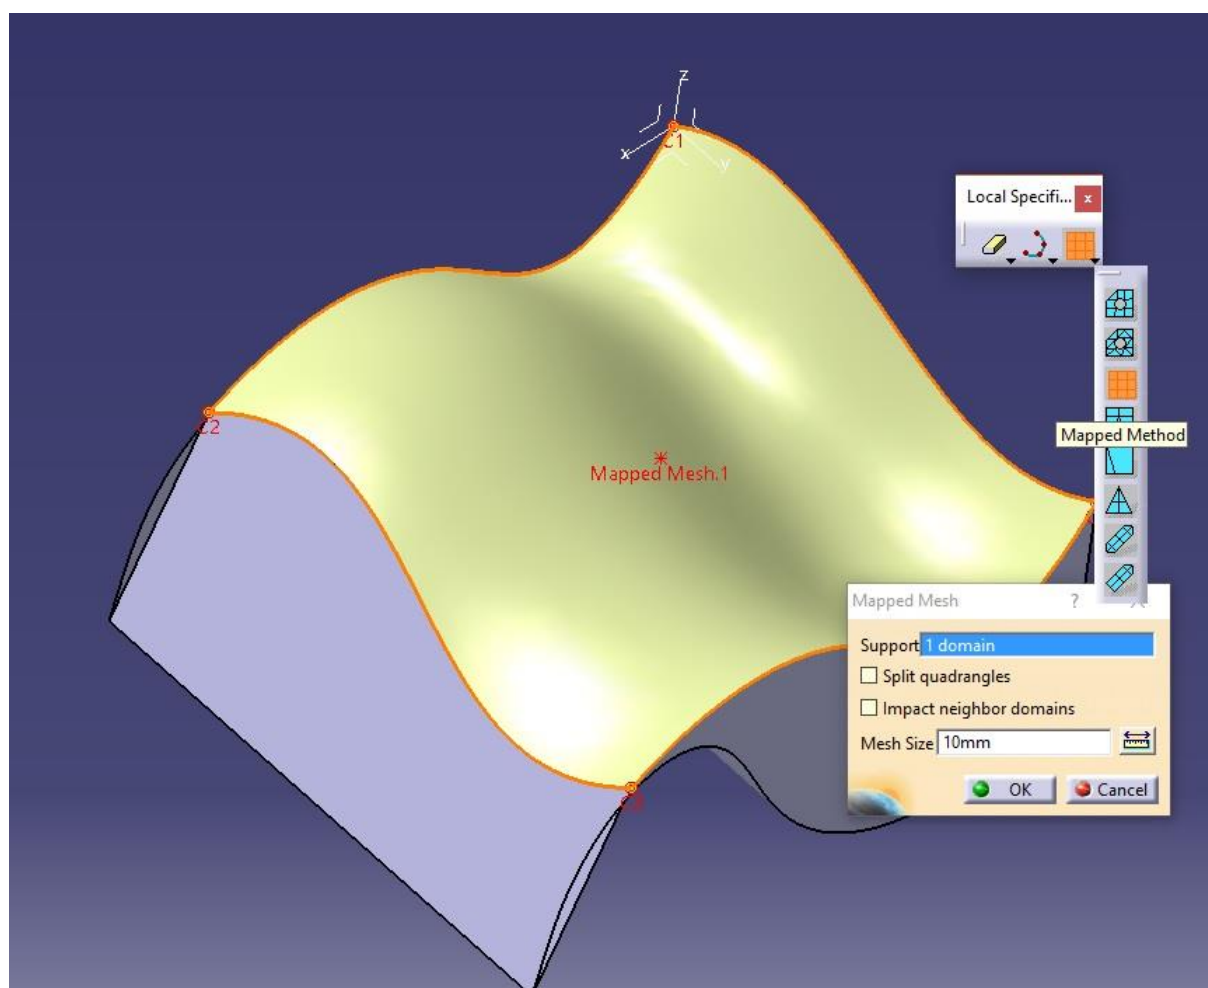 z
C1
x
y
Local Specifi... x
Mapped Method
C2
Mapped Mesh.1
Mapped Mesh ?
Support 1 domain
Split quadrangles
Impact neighbor domains
Mesh Size 10mm
OK Cancel